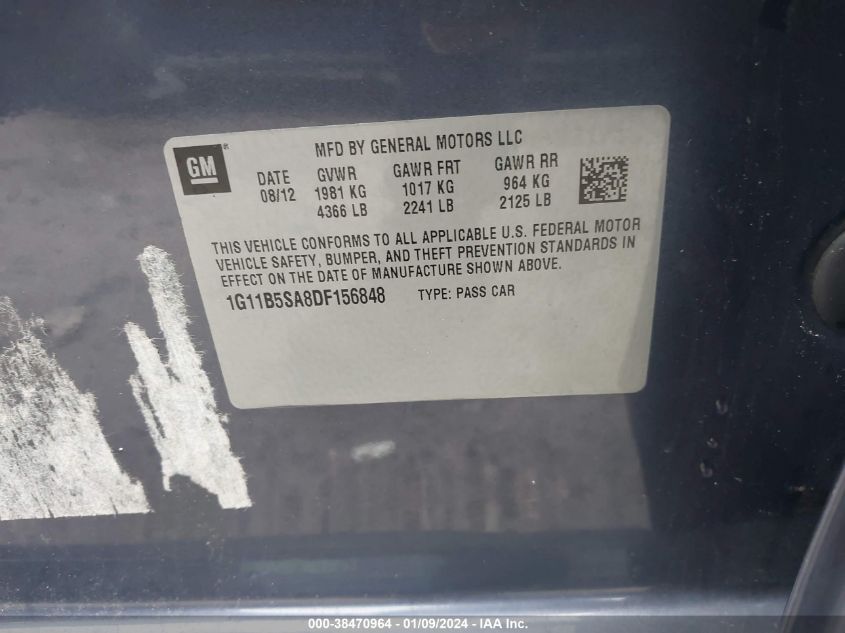 GM ®
MFD BY GENERAL MOTORS LLC
DATE GVWR GAWR FRT GAWR RR
08/12 1981 KG 1017 KG 964 KG
4366 LB 2241 LB 2125 LB
THIS VEHICLE CONFORMS TO ALL APPLICABLE U.S. FEDERAL MOTOR
VEHICLE SAFETY, BUMPER, AND THEFT PREVENTION STANDARDS IN
EFFECT ON THE DATE OF MANUFACTURE SHOWN ABOVE.
1G11B5SA8DF156848 TYPE: PASS CAR
000-38470964 - 01/09/2024 - IAA Inc.